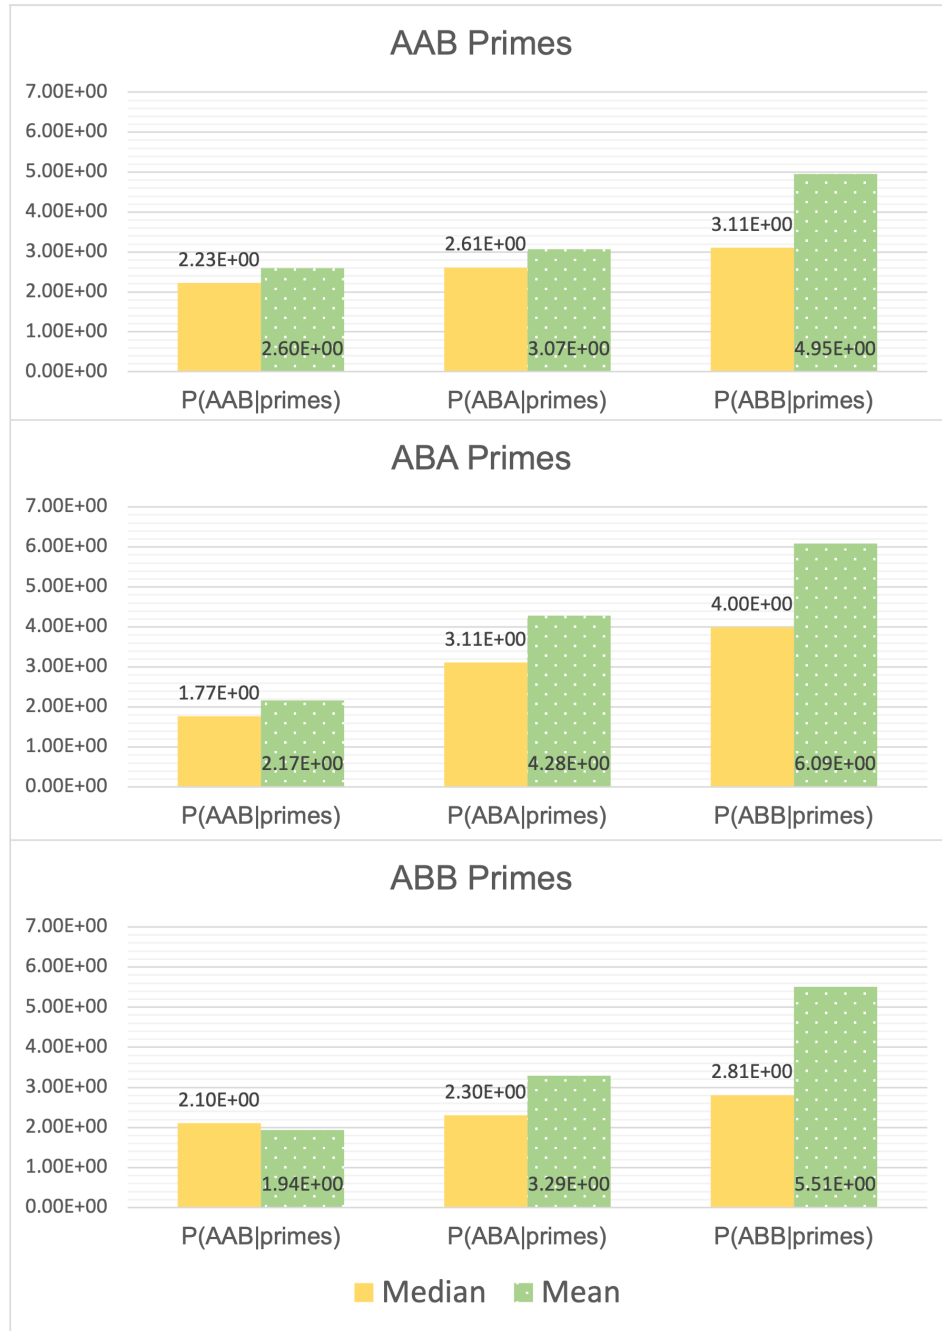 AAB Primes
7.00E+00
6.00E+00
5.00E+00
4.00E+00
3.00E+00
2.00E+00
1.00E+00
0.00E+00
2.23E+00
2.60E+00
2.61E+00
3.07E+00
3.11E+00
4.95E+00
P(AAB|primes) P(ABA|primes) P(ABB|primes)
ABA Primes
7.00E+00
6.00E+00
5.00E+00
4.00E+00
3.00E+00
2.00E+00
1.00E+00
0.00E+00
1.77E+00
2.17E+00
3.11E+00
4.28E+00
4.00E+00
6.09E+00
P(AAB|primes) P(ABA|primes) P(ABB|primes)
ABB Primes
7.00E+00
6.00E+00
5.00E+00
4.00E+00
3.00E+00
2.00E+00
1.00E+00
0.00E+00
2.10E+00
1.94E+00
2.30E+00
3.29E+00
2.81E+00
5.51E+00
P(AAB|primes) P(ABA|primes) P(ABB|primes)
Median Mean